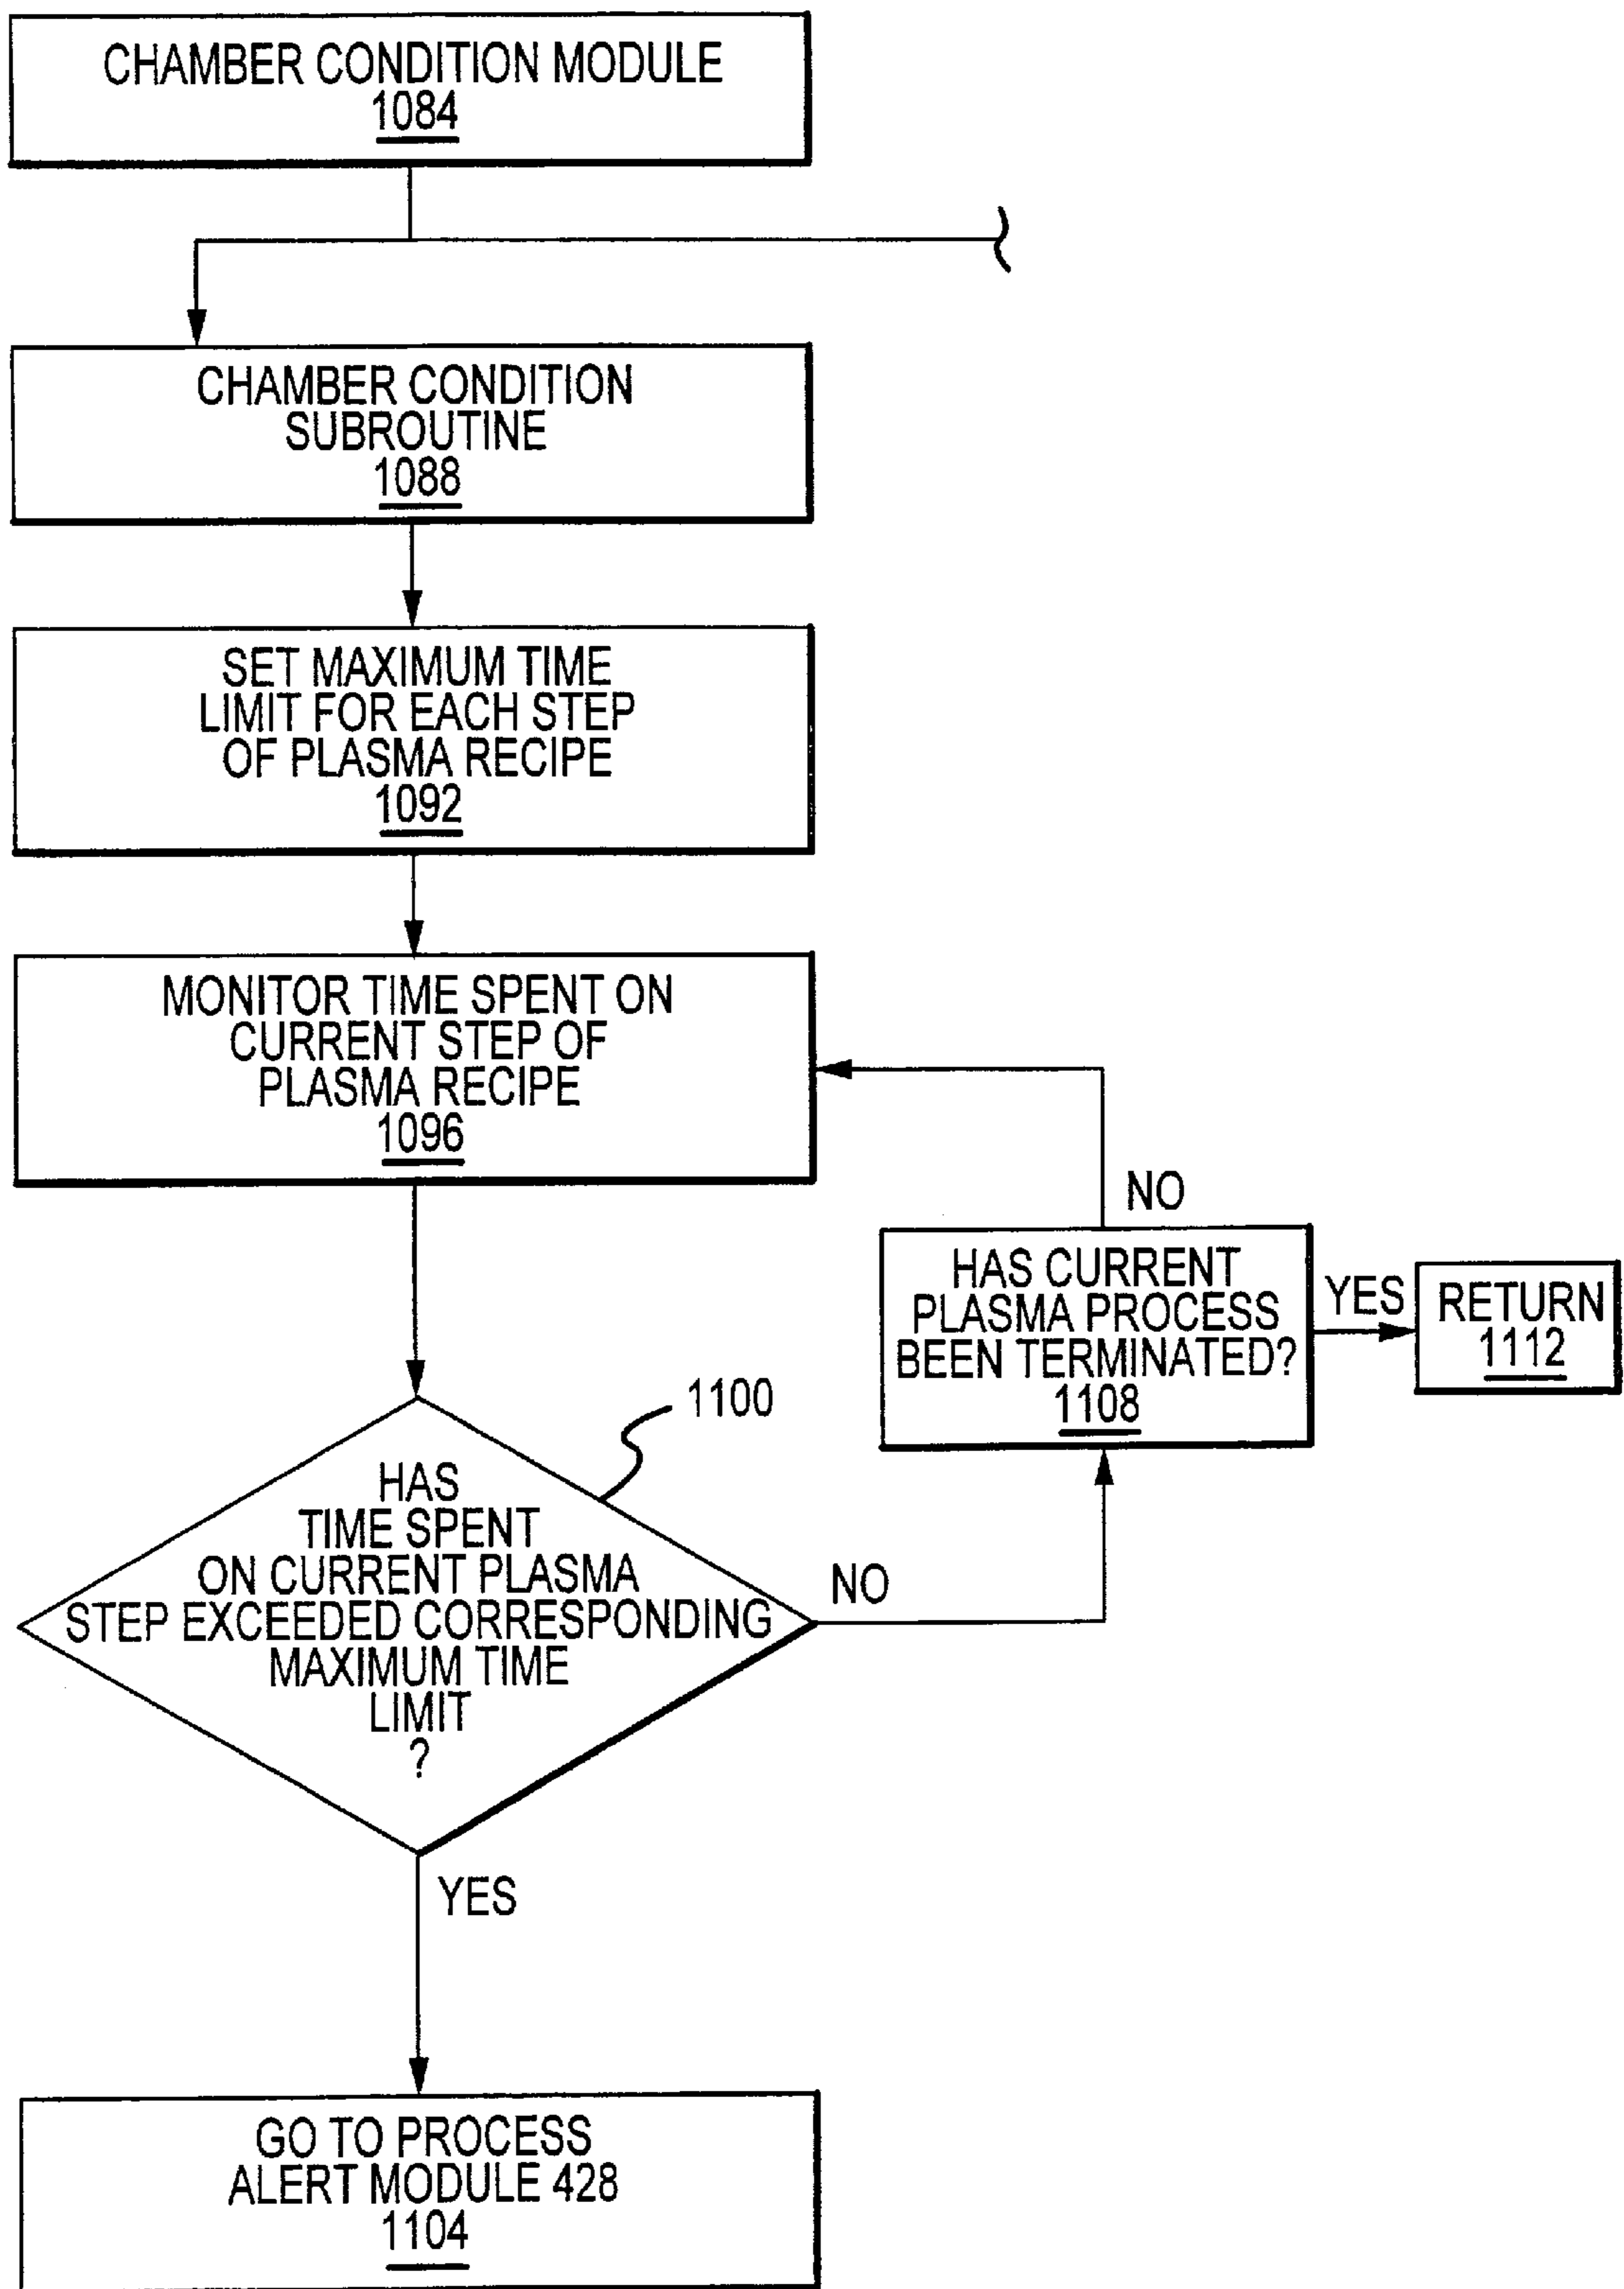 CHAMBER CONDITION MODULE
1084
CHAMBER CONDITION
SUBROUTINE
1088
SET MAXIMUM TIME
LIMIT FOR EACH STEP
OF PLASMA RECIPE
1092
MONITOR TIME SPENT ON
CURRENT STEP OF
PLASMA RECIPE
1096
NO
HAS CURRENT
PLASMA PROCESS
BEEN TERMINATED?
1108
YES
RETURN
1112
1100
HAS
TIME SPENT
ON CURRENT PLASMA
STEP EXCEEDED CORRESPONDING
MAXIMUM TIME
LIMIT
?
NO
YES
GO TO PROCESS
ALERT MODULE 428
1104